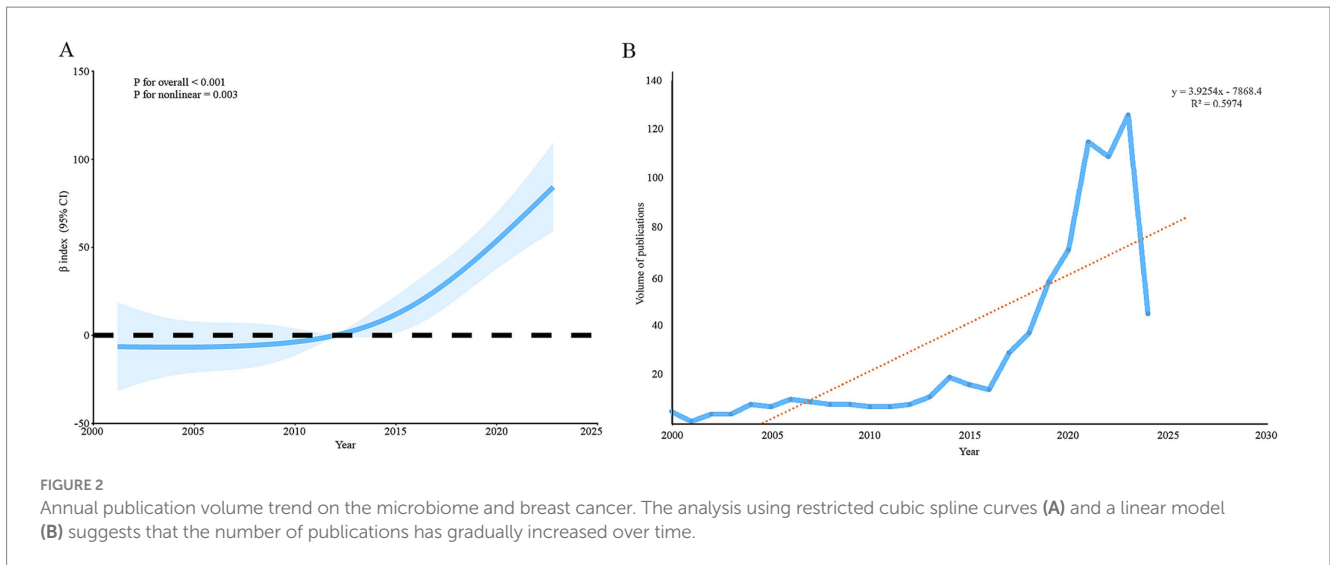 A
P for overall < 0.001
P for nonlinear = 0.003
150
100
50
0
-50
β index (95% CI)
2000 2005 2010 2015 2020 2025
Year
B
y = 3.9254x - 7868.4
R² = 0.5974
140
120
100
80
60
40
20
Volume of publications
2000 2005 2010 2015 2020 2025 2030
Year
FIGURE 2
Annual publication volume trend on the microbiome and breast cancer. The analysis using restricted cubic spline curves (A) and a linear model
(B) suggests that the number of publications has gradually increased over time.